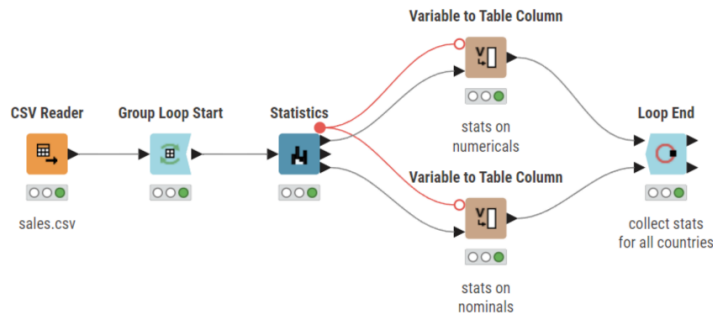 Variable to Table Column
CSV Reader
Group Loop Start
Statistics
Loop End
V
stats on
numericals
Variable to Table Column
sales.csv
V
collect stats
for all countries
stats on
nominals